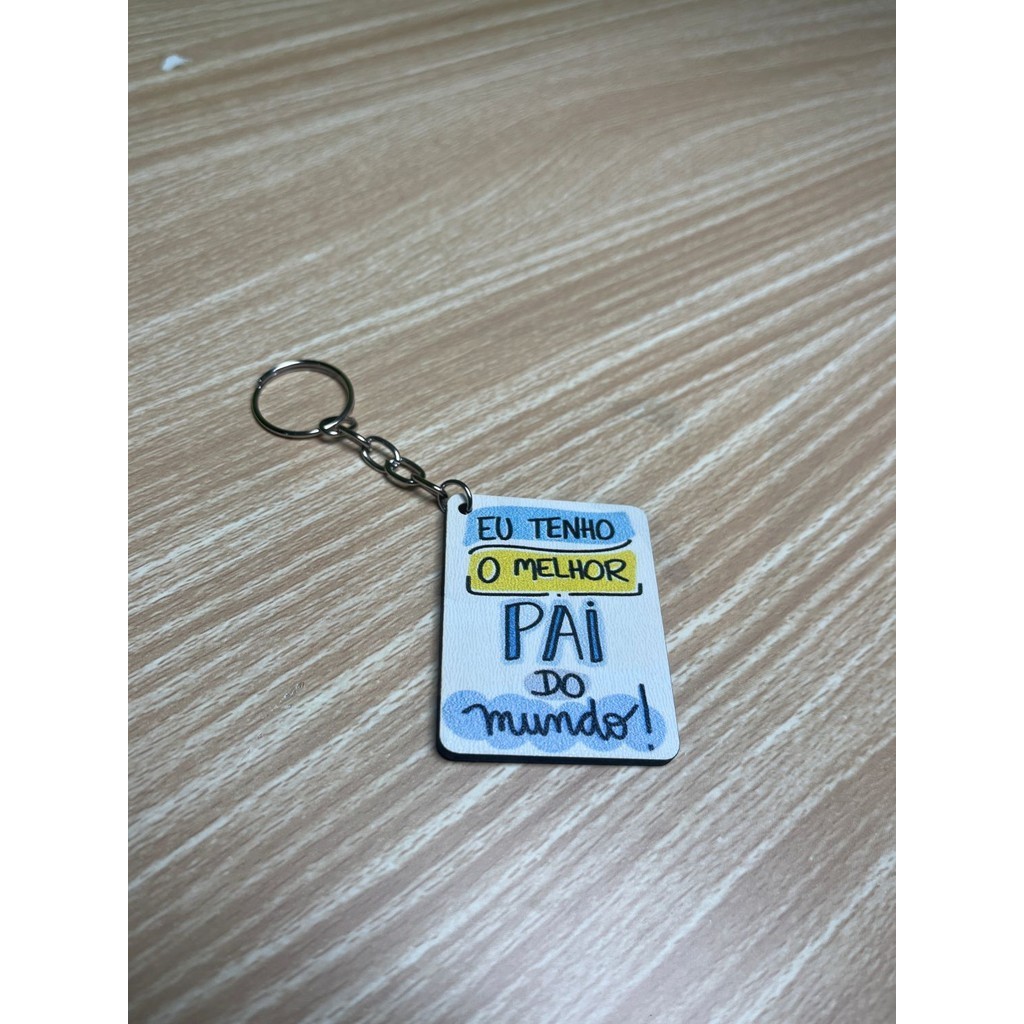 EU TENHO
O MELHOR
PAi
DO
mundo!